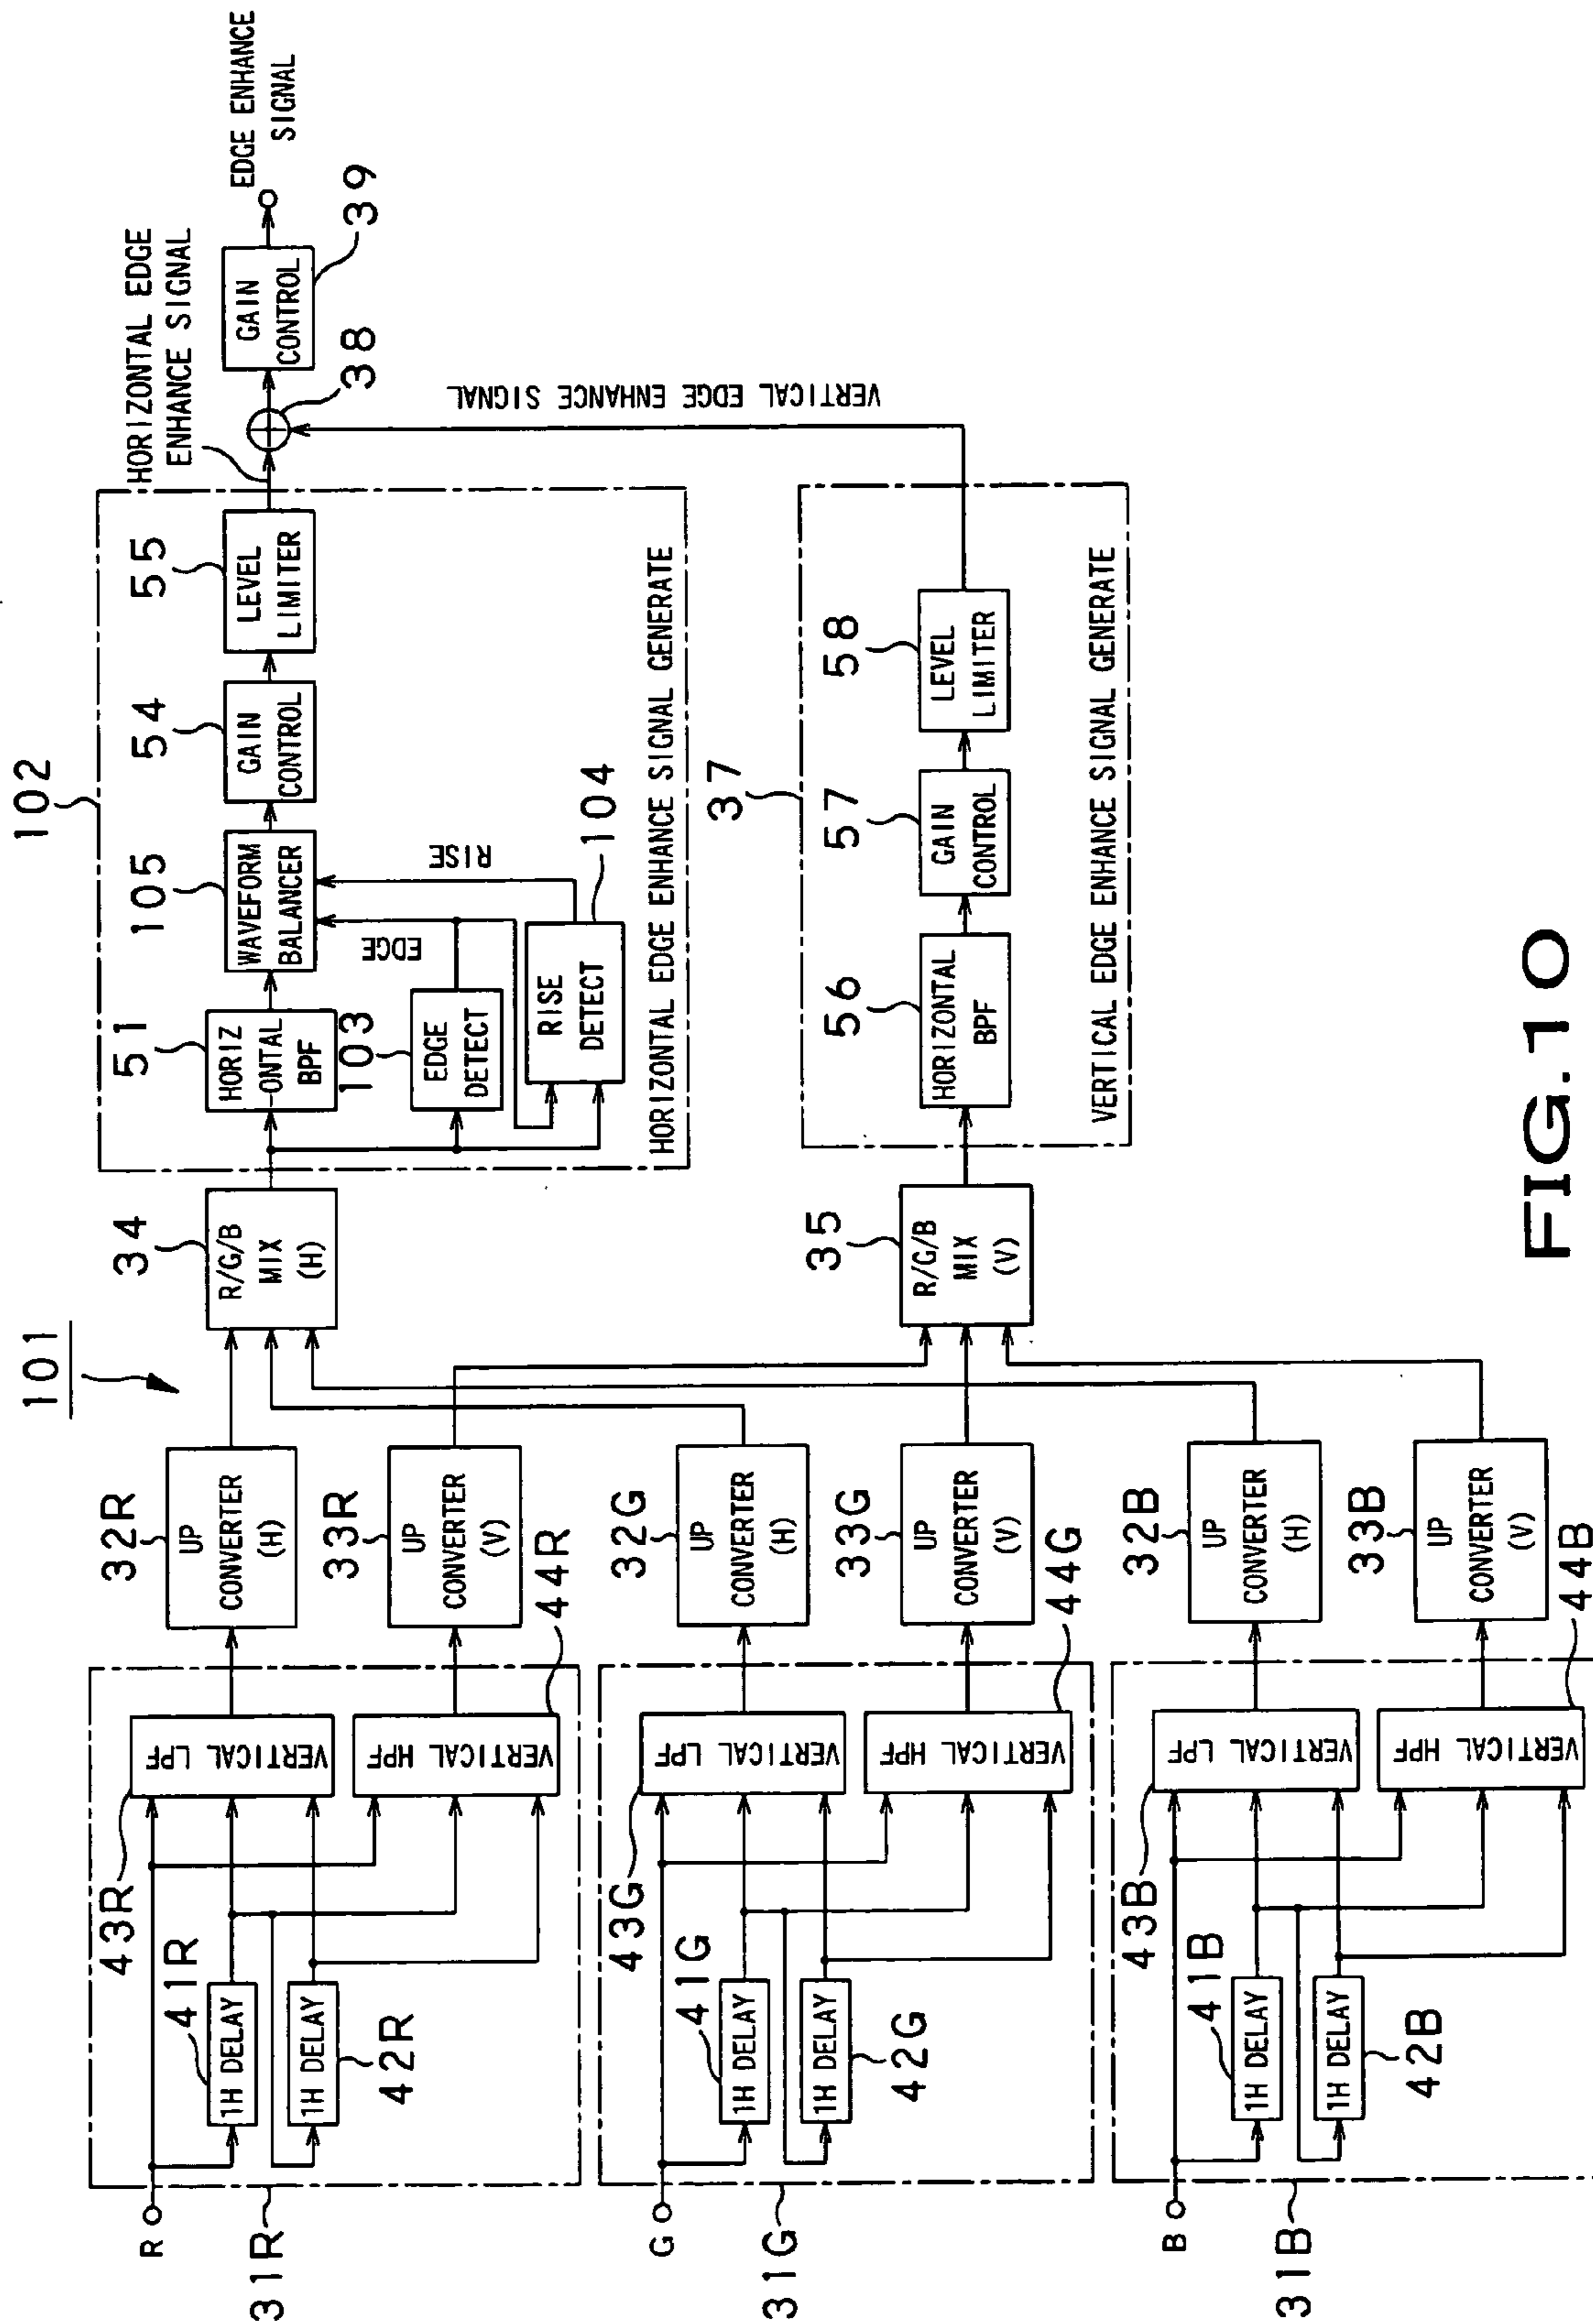 101
R
31R
41R
1H DELAY
1H DELAY
42R
43R
VERTICAL LPF
VERTICAL HPF
44R
32R
UP
CONVERTER
(H)
33R
UP
CONVERTER
(V)
G
31G
41G
1H DELAY
1H DELAY
42G
43G
VERTICAL LPF
VERTICAL HPF
44G
32G
UP
CONVERTER
(H)
33G
UP
CONVERTER
(V)
B
31B
41B
1H DELAY
1H DELAY
42B
43B
VERTICAL LPF
VERTICAL HPF
44B
32B
UP
CONVERTER
(H)
33B
UP
CONVERTER
(V)
34
R/G/B
MIX
(H)
35
R/G/B
MIX
(V)
102
51
HORIZ
ONTAL
BPF
103
EDGE
DETECT
EDGE
RISE
DETECT
104
RISE
105
WAVEFORM
BALANCER
54
GAIN
CONTROL
55
LEVEL
LIMITER
HORIZONTAL EDGE ENHANCE SIGNAL GENERATE
37
56
HORIZONTAL
BPF
57
GAIN
CONTROL
58
LEVEL
LIMITER
VERTICAL EDGE ENHANCE SIGNAL GENERATE
HORIZONTAL EDGE
ENHANCE SIGNAL
VERTICAL EDGE ENHANCE SIGNAL
38
GAIN
CONTROL
39
EDGE ENHANCE
SIGNAL
FIG.10